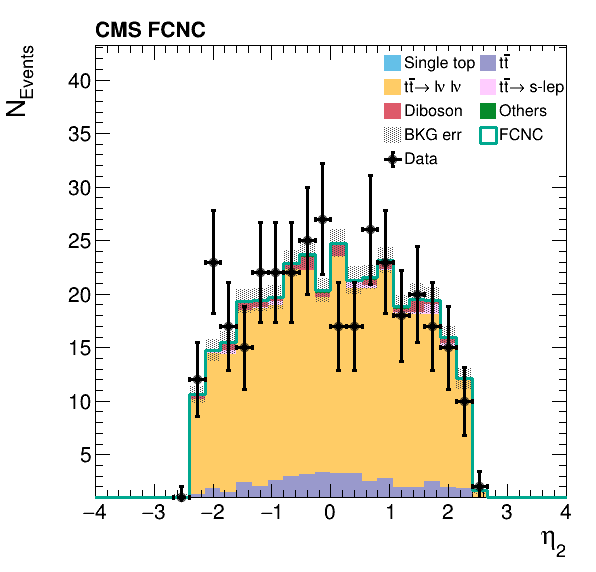 CMS FCNC
N_Events
Single top
tt̄
tt̄→ lν lν
tt̄→ s-lep
Diboson
Others
BKG err
FCNC
Data
40
35
30
25
20
15
10
5
−4 −3 −2 −1 0 1 2 3 4
η_2